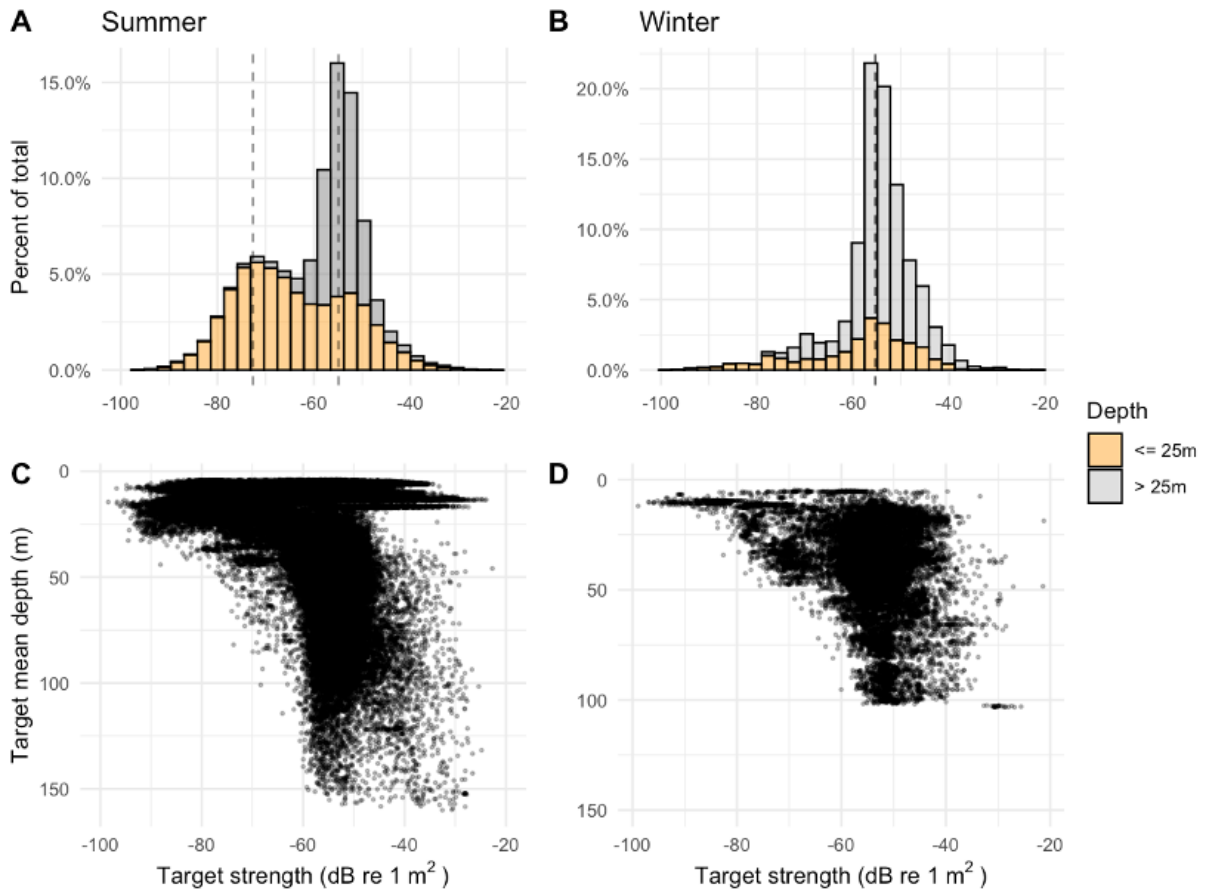 A Summer
B Winter
Percent of total
15.0%
10.0%
5.0%
0.0%
-100 -80 -60 -40 -20
20.0%
15.0%
10.0%
5.0%
0.0%
-100 -80 -60 -40 -20
Depth
<= 25m
> 25m
C
Target mean depth (m)
0
50
100
150
-100 -80 -60 -40 -20
Target strength (dB re 1 m²)
D
0
50
100
150
-100 -80 -60 -40 -20
Target strength (dB re 1 m²)